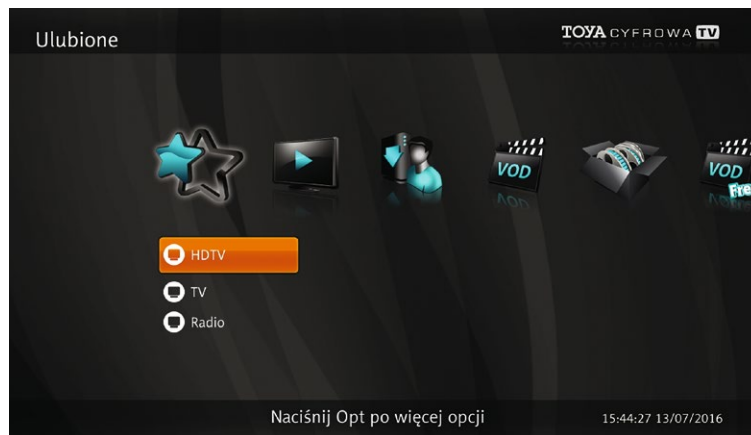 Ulubione
TOYA CYFROWA TV
VOD
VOD
Fre
HDTV
TV
Radio
Naciśnij Opt po więcej opcji
15:44:27 13/07/2016